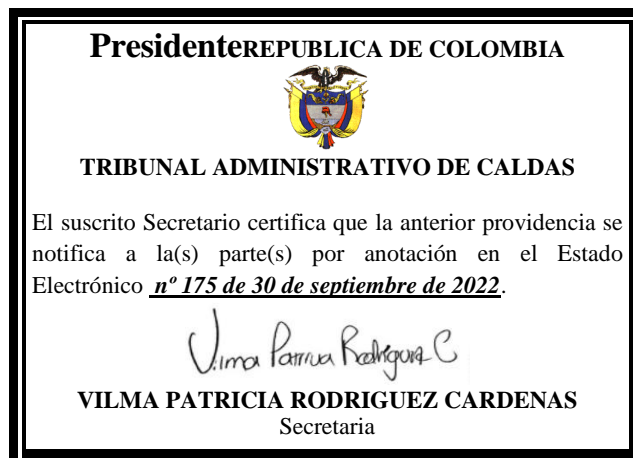 PresidenteREPUBLICA DE COLOMBIA
TRIBUNAL ADMINISTRATIVO DE CALDAS
El suscrito Secretario certifica que la anterior providencia se
notifica a la(s) parte(s) por anotación en el Estado
Electrónico nº 175 de 30 de septiembre de 2022.
Vilma Patricia Rodríguez C
VILMA PATRICIA RODRIGUEZ CARDENAS
Secretaria